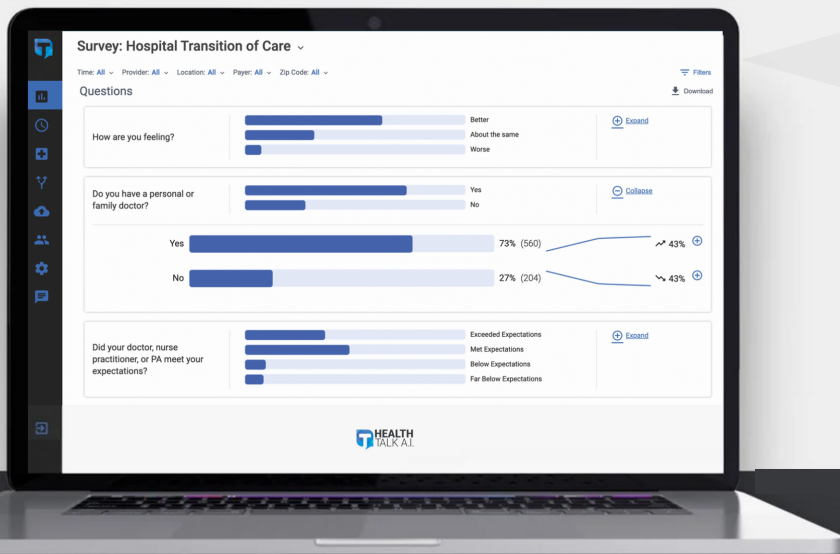 Survey: Hospital Transition of Care
Time: All Provider: All Location: All Payer: All Zip Code: All
Filters
Questions
Download
How are you feeling?
Better
About the same
Worse
Expand
Do you have a personal or
family doctor?
Yes
No
Collapse
Yes 73% (560) 43%
No 27% (204) 43%
Did your doctor, nurse
practitioner, or PA meet your
expectations?
Exceeded Expectations
Met Expectations
Below Expectations
Far Below Expectations
Expand
HEALTH
TALK A.I.